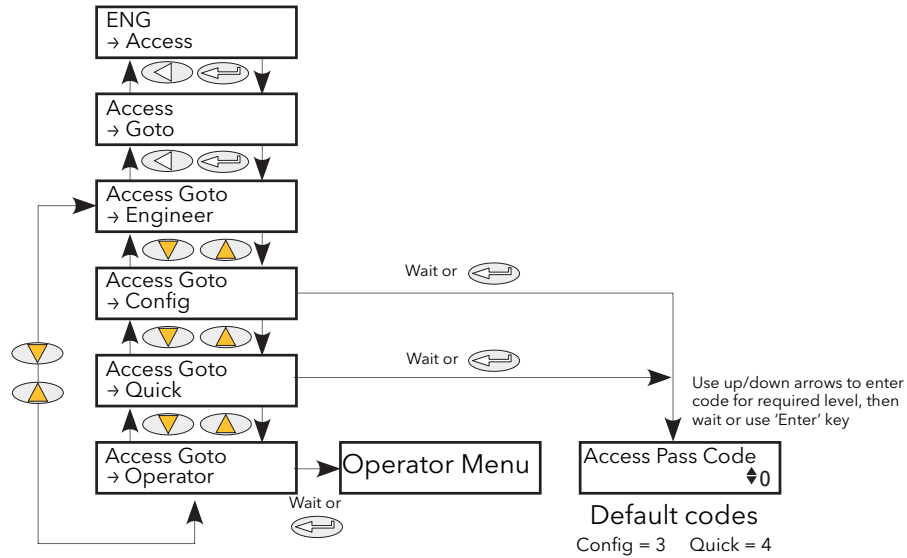 ENG
→ Access
Access
→ Goto
Access Goto
→ Engineer
Access Goto
→ Config
Wait or
Access Goto
→ Quick
Wait or
Use up/down arrows to enter
code for required level, then
wait or use ‘Enter’ key
Access Goto
→ Operator
Operator Menu
Wait or
Access Pass Code
0
Default codes
Config = 3 Quick = 4